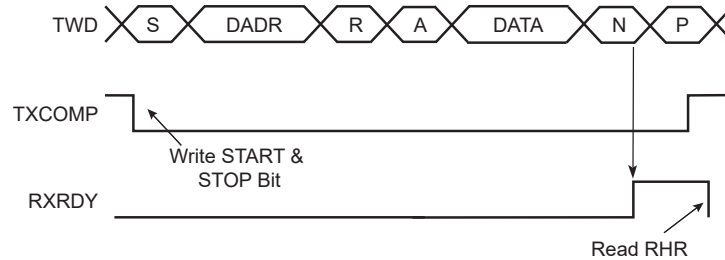 TWD S DADR R A DATA N P
TXCOMP
Write START &
STOP Bit
RXRDY
Read RHR